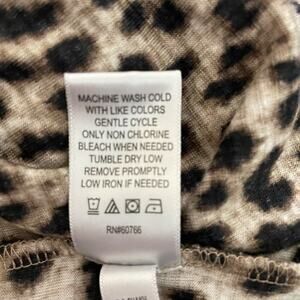 MACHINE WASH COLD
WITH LIKE COLORS
GENTLE CYCLE
ONLY NON CHLORINE
BLEACH WHEN NEEDED
TUMBLE DRY LOW
REMOVE PROMPTLY
LOW IRON IF NEEDED
RN#60766